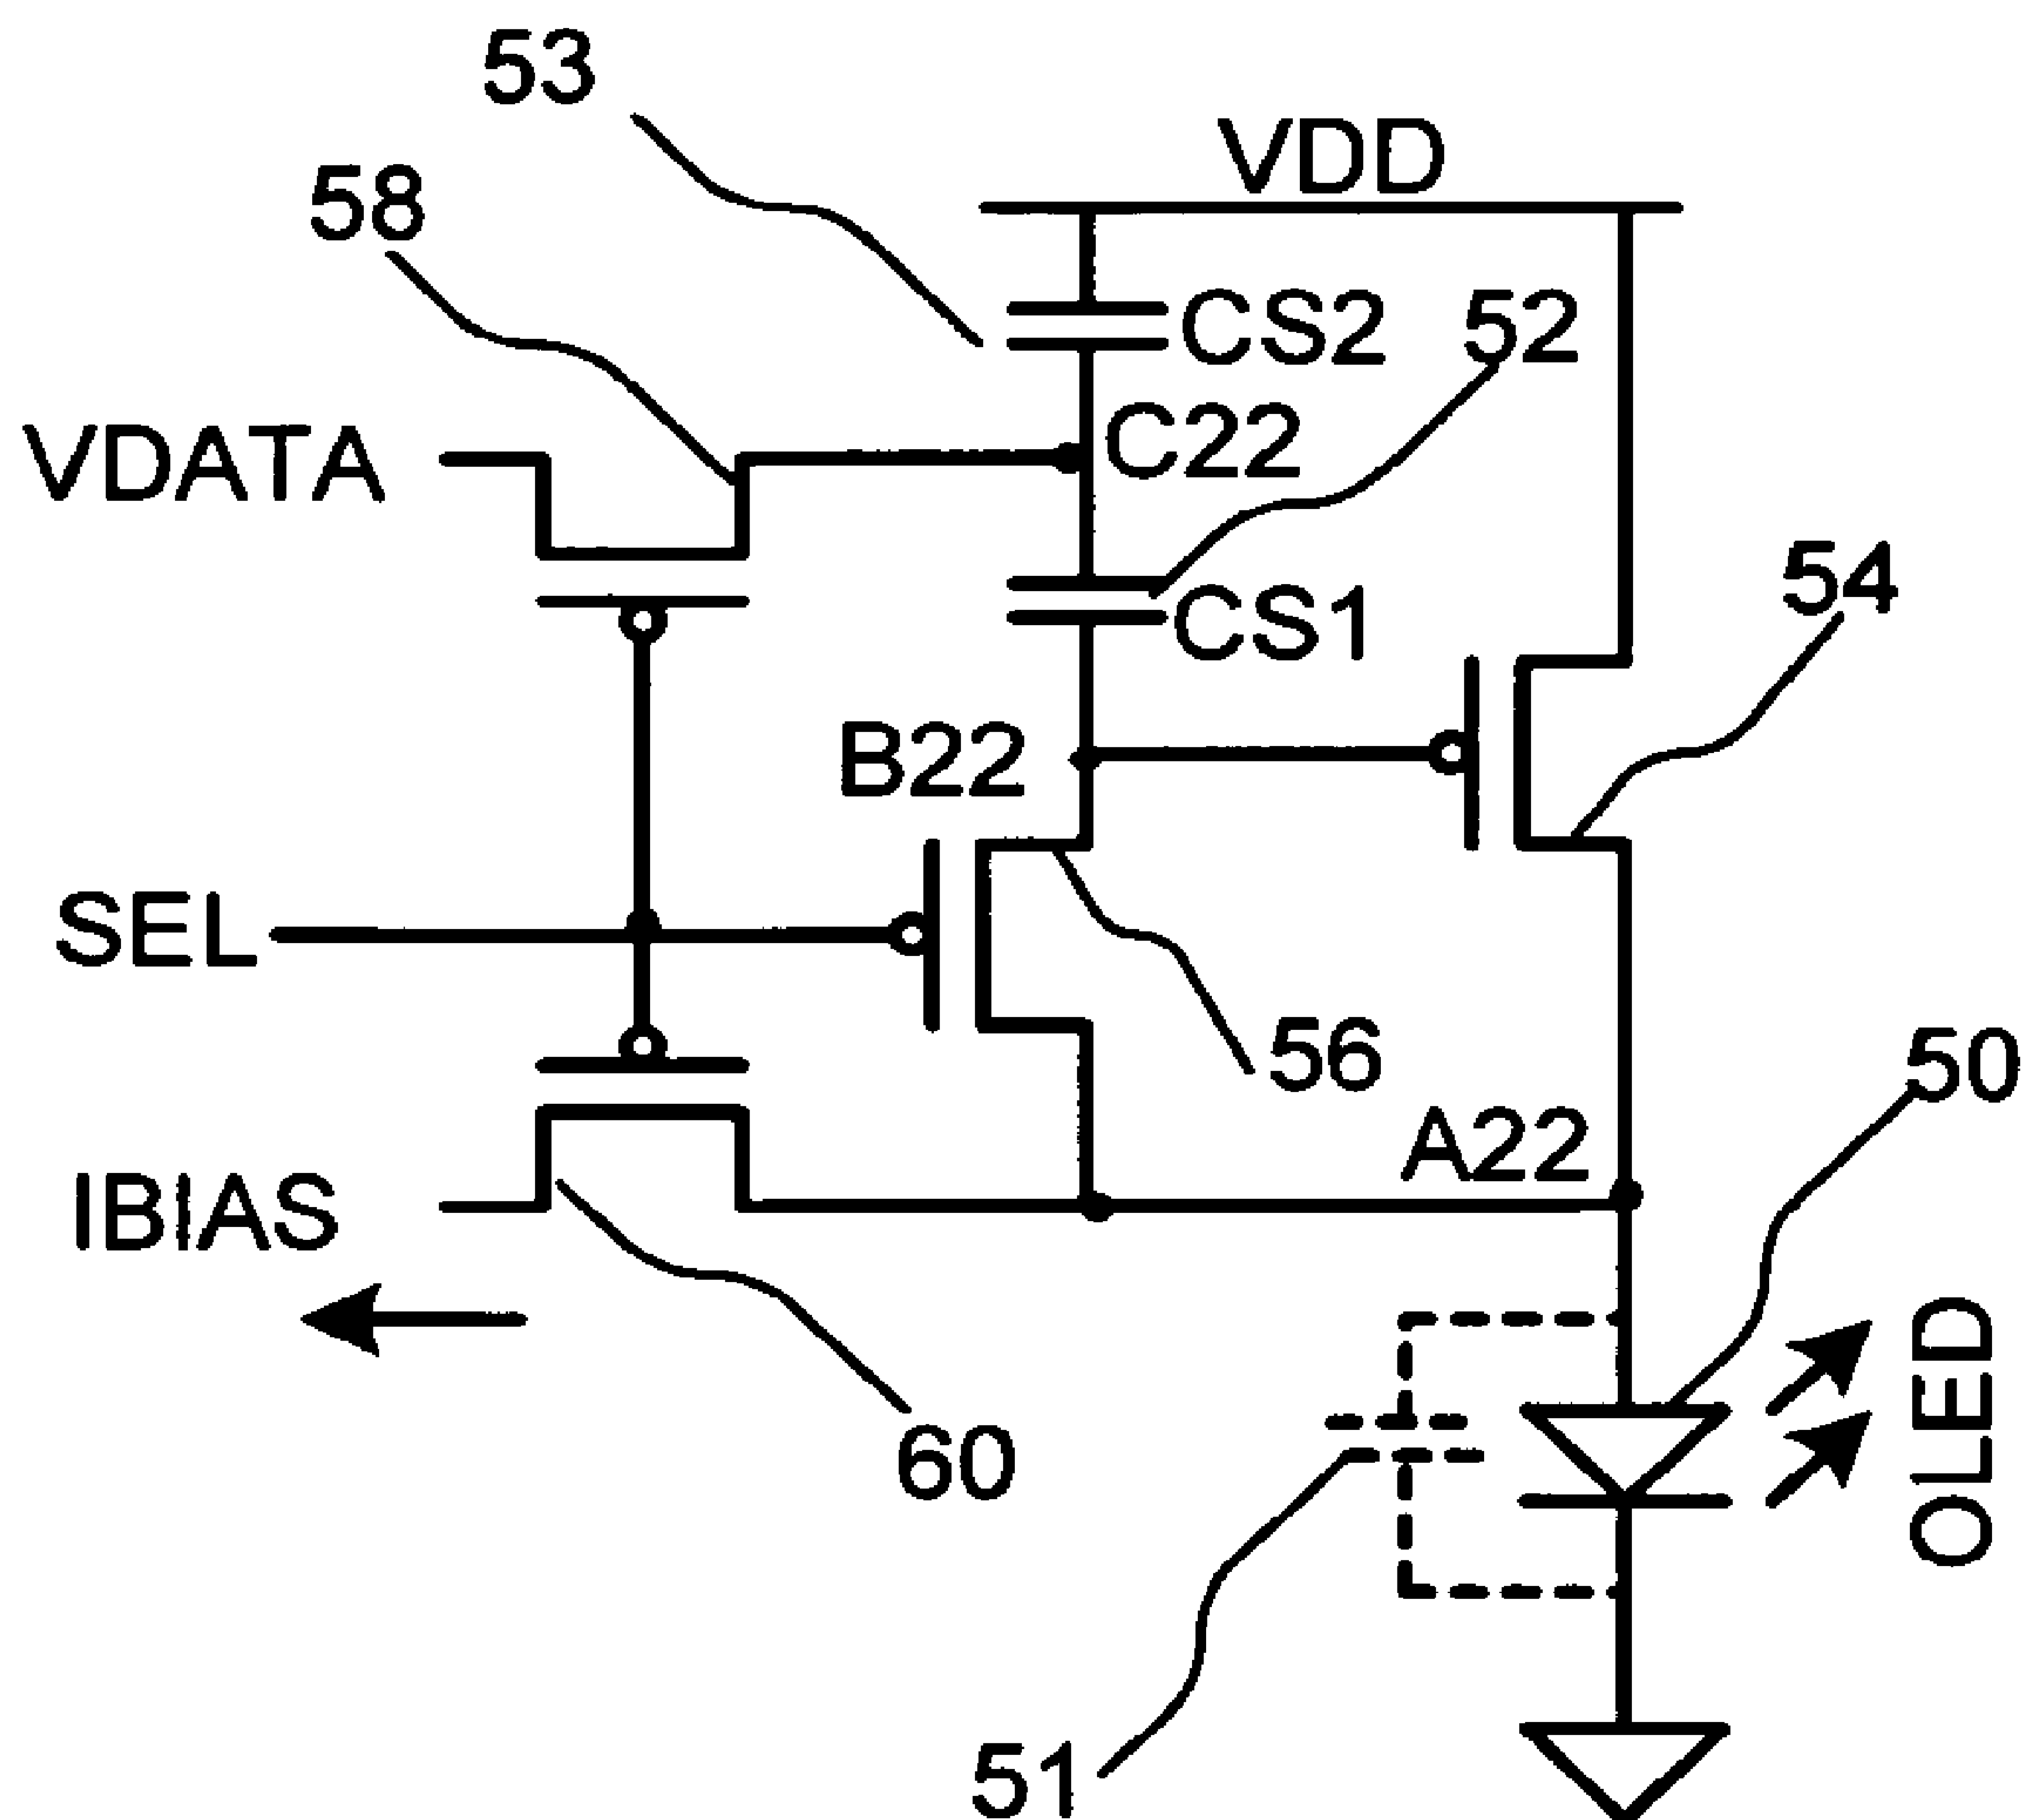 53
VDD
58
CS2
52
C22
VDATA
54
CS1
B22
SEL
56
50
A22
IBIAS
OLED
60
51